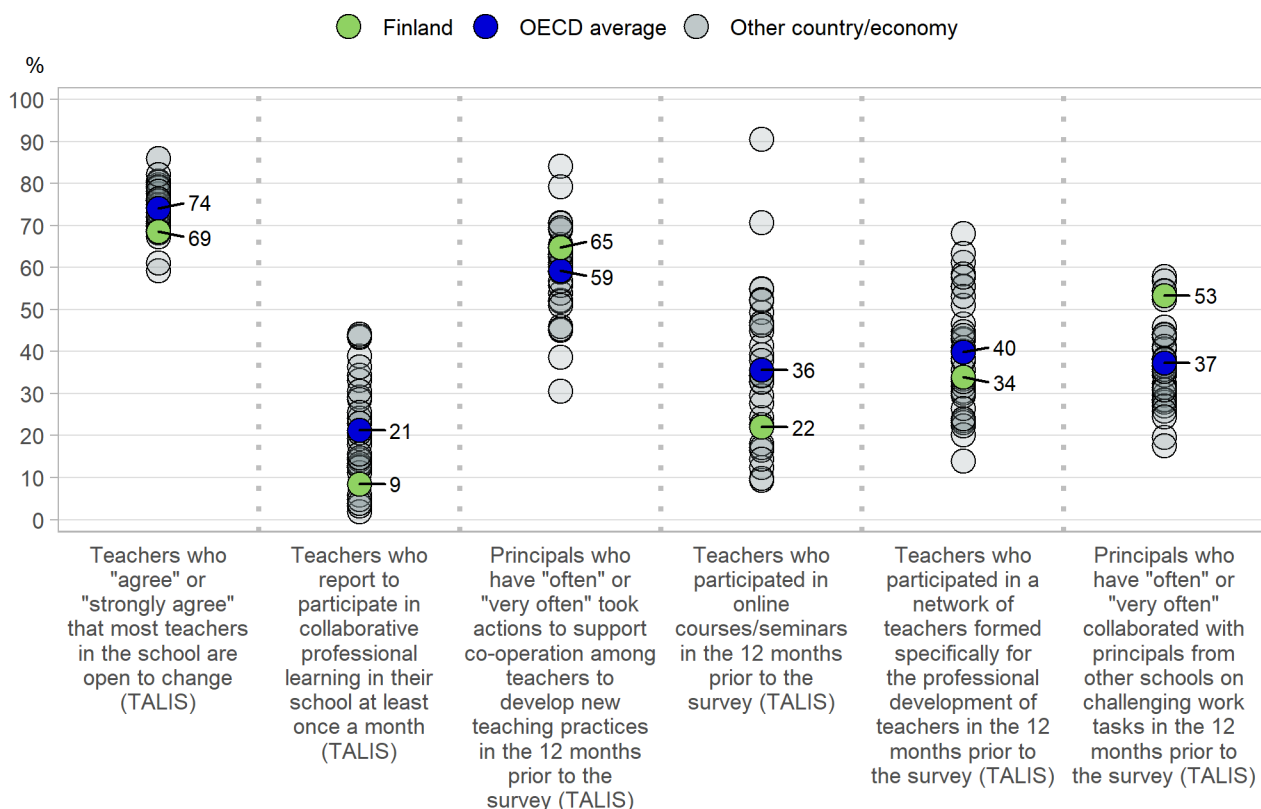 Finland OECD average Other country/economy
%
100
90
80
70
60
50
40
30
20
10
0
74
69
21
9
65
59
36
22
40
34
53
37
Teachers who
"agree" or
"strongly agree"
that most teachers
in the school are
open to change
(TALIS)
Teachers who
report to
participate in
collaborative
professional
learning in their
school at least
once a month
(TALIS)
Principals who
have "often" or
"very often" took
actions to support
co-operation among
teachers to
develop new
teaching practices
in the 12 months
prior to the
survey (TALIS)
Teachers who
participated in
online
courses/seminars
in the 12 months
prior to the
survey (TALIS)
Teachers who
participated in a
network of
teachers formed
specifically for
the professional
development of
teachers in the 12
months prior to
the survey (TALIS)
Principals who
have "often" or
"very often"
collaborated with
principals from
other schools on
challenging work
tasks in the 12
months prior to
the survey (TALIS)